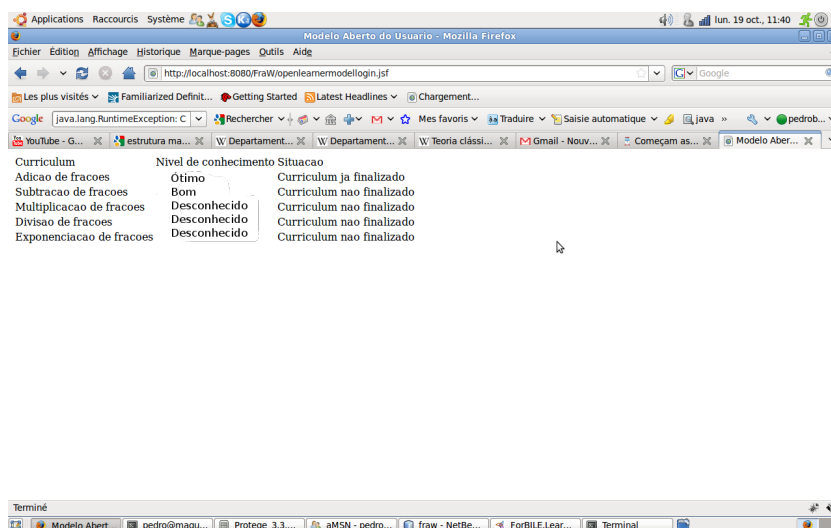 Applications Raccourcis Système lun. 19 oct., 11:40
Modelo Aberto do Usuario - Mozilla Firefox
Fichier Édition Affichage Historique Marque-pages Outils Aide
http://localhost:8080/FraW/openlearnermodellogin.jsf Google
Les plus visités Familiarized Definit... Getting Started Latest Headlines Chargement...
Google java.lang.RuntimeException: C Rechercher Mes favoris Traduire Saisie automatique java » pedrob...
YouTube - G... estrutura ma... Departament... Departament... Teoria clássi... Gmail - Nouv... Começam as... Modelo Aber...
Curriculum Nivel de conhecimento Situacao
Adicao de fracoes Ótimo Curriculum ja finalizado
Subtracao de fracoes Bom Curriculum nao finalizado
Multiplicacao de fracoes Desconhecido Curriculum nao finalizado
Divisao de fracoes Desconhecido Curriculum nao finalizado
Exponenciacao de fracoes Desconhecido Curriculum nao finalizado
Terminé
Modelo Abert... pedro@maqu... Protege 3.3.... aMSN - pedro... fraw - NetBe... ForBILE.Lear... Terminal